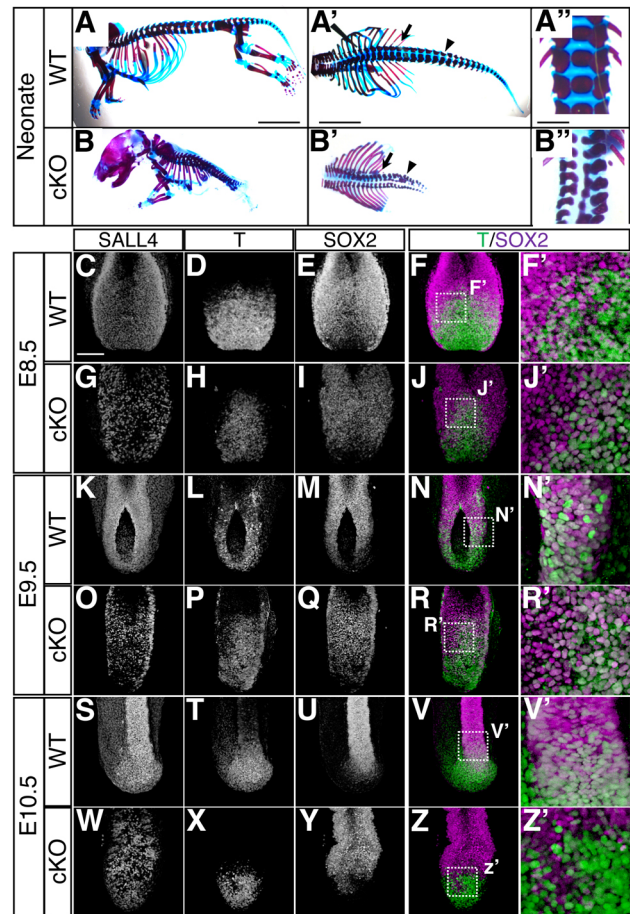 Neonate
WT
A
A'
A''
cKO
B
B'
B''
SALL4
T
SOX2
T/SOX2
E8.5
WT
C
D
E
F
F'
F'
cKO
G
H
I
J
J'
J'
E9.5
WT
K
L
M
N
N'
N'
cKO
O
P
Q
R
R'
R'
E10.5
WT
S
T
U
V
V'
V'
cKO
W
X
Y
Z
z'
Z'